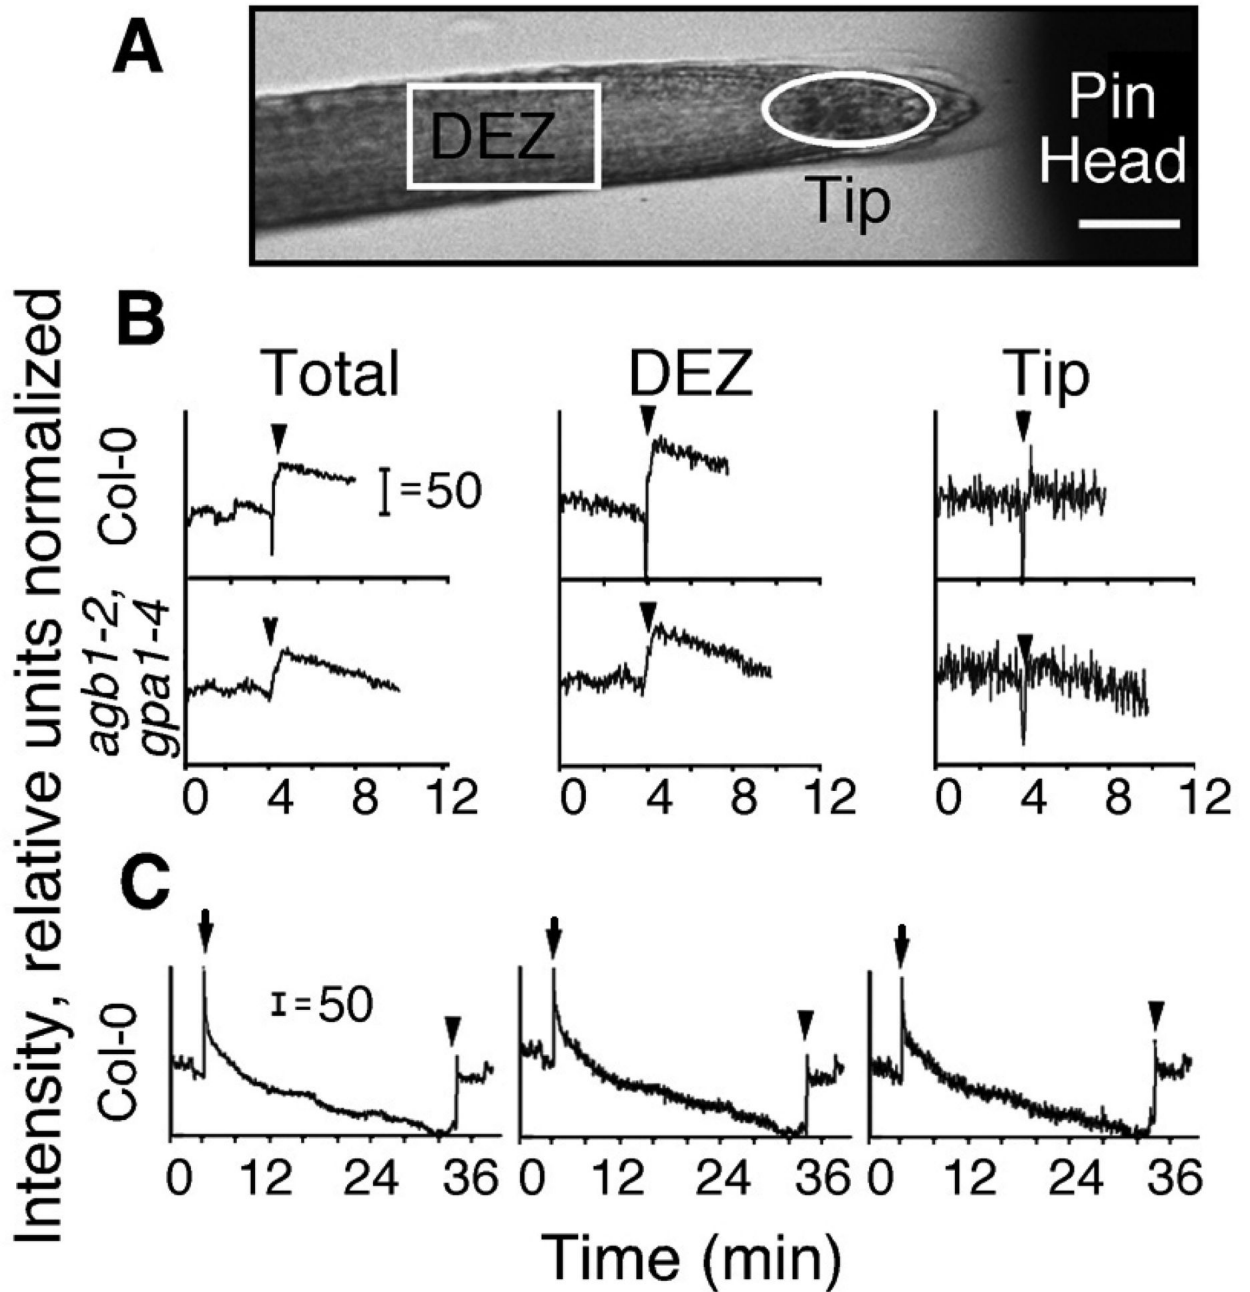 A
DEZ
Tip
Pin
Head
Intensity, relative units normalized
B
Total DEZ Tip
Col-0
I=50
agb1-2,
gpa1-4
0 4 8 12 0 4 8 12 0 4 8 12
C
Col-0
I=50
0 12 24 36 0 12 24 36 0 12 24 36
Time (min)